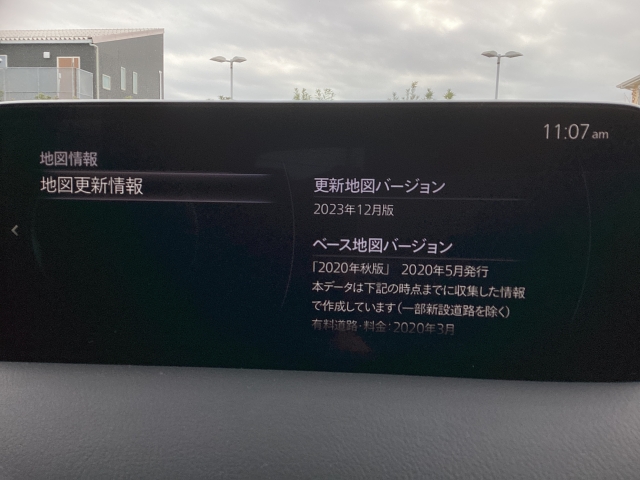 11:07 am
地図情報
地図更新情報
更新地図バージョン
2023年12月版
ベース地図バージョン
「2020年秋版」 2020年5月発行
本データは下記の時点までに収集した情報
で作成しています(一部新設道路を除く)
有料道路・料金:2020年3月